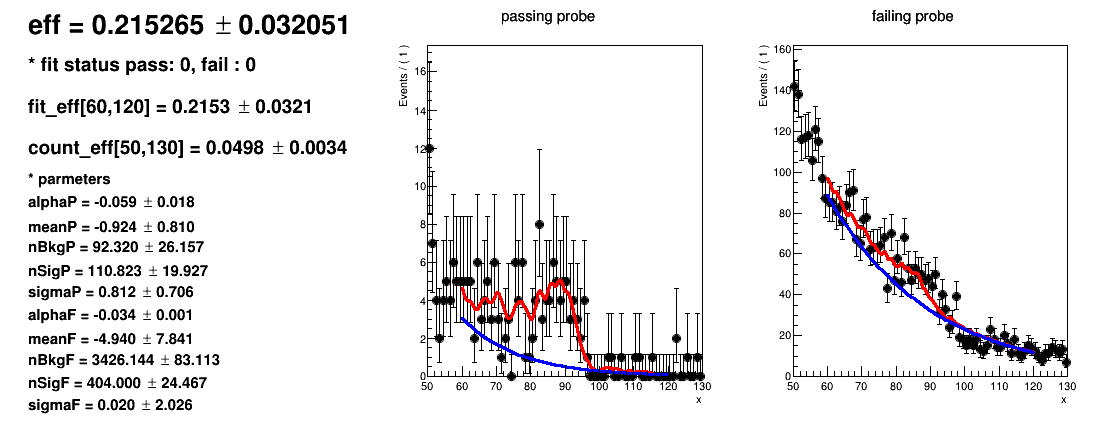 eff = 0.215265 ± 0.032051
* fit status pass: 0, fail : 0
fit_eff[60,120] = 0.2153 ± 0.0321
count_eff[50,130] = 0.0498 ± 0.0034
* parmeters
alphaP = -0.059 ± 0.018
meanP = -0.924 ± 0.810
nBkgP = 92.320 ± 26.157
nSigP = 110.823 ± 19.927
sigmaP = 0.812 ± 0.706
alphaF = -0.034 ± 0.001
meanF = -4.940 ± 7.841
nBkgF = 3426.144 ± 83.113
nSigF = 404.000 ± 24.467
sigmaF = 0.020 ± 2.026
passing probe
Events / ( 1 )
16
14
12
10
8
6
4
2
0
50 60 70 80 90 100 110 120 130
x
failing probe
Events / ( 1 )
160
140
120
100
80
60
40
20
0
50 60 70 80 90 100 110 120 130
x